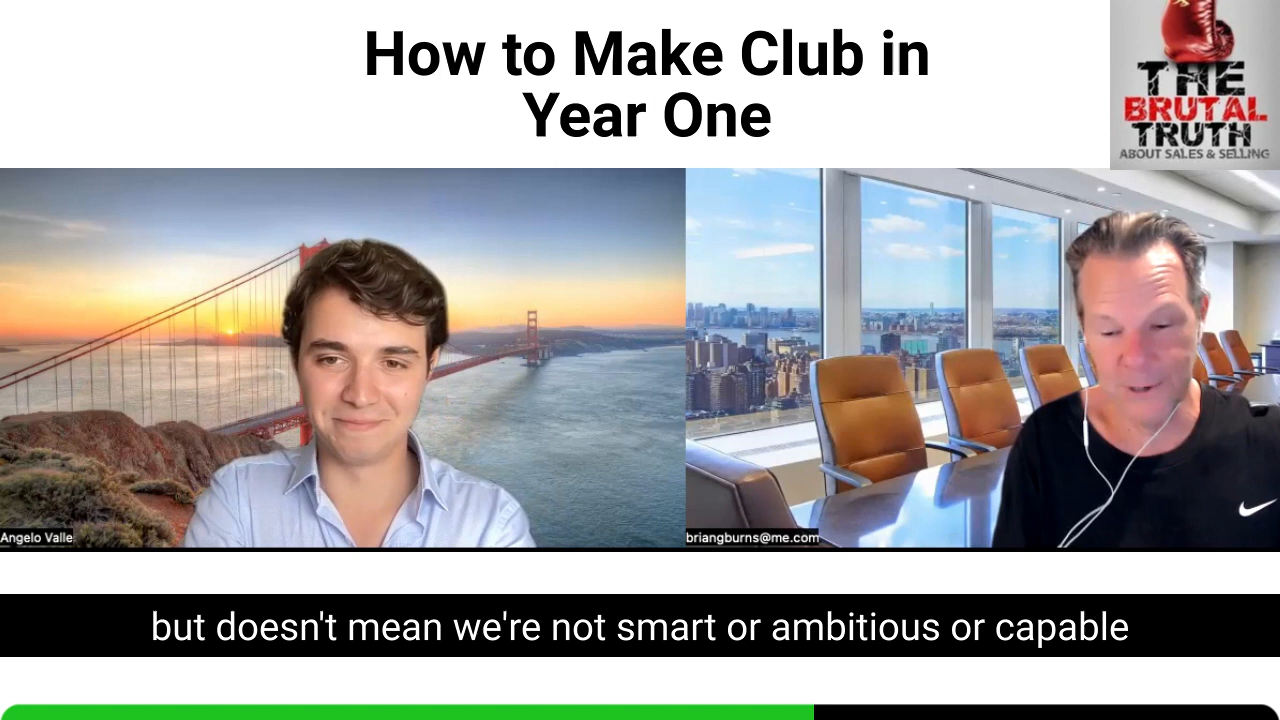 How to Make Club in
Year One
THE
BRUTAL
TRUTH
ABOUT SALES & SELLING
Angelo Valle
briangburns@me.com
but doesn't mean we're not smart or ambitious or capable